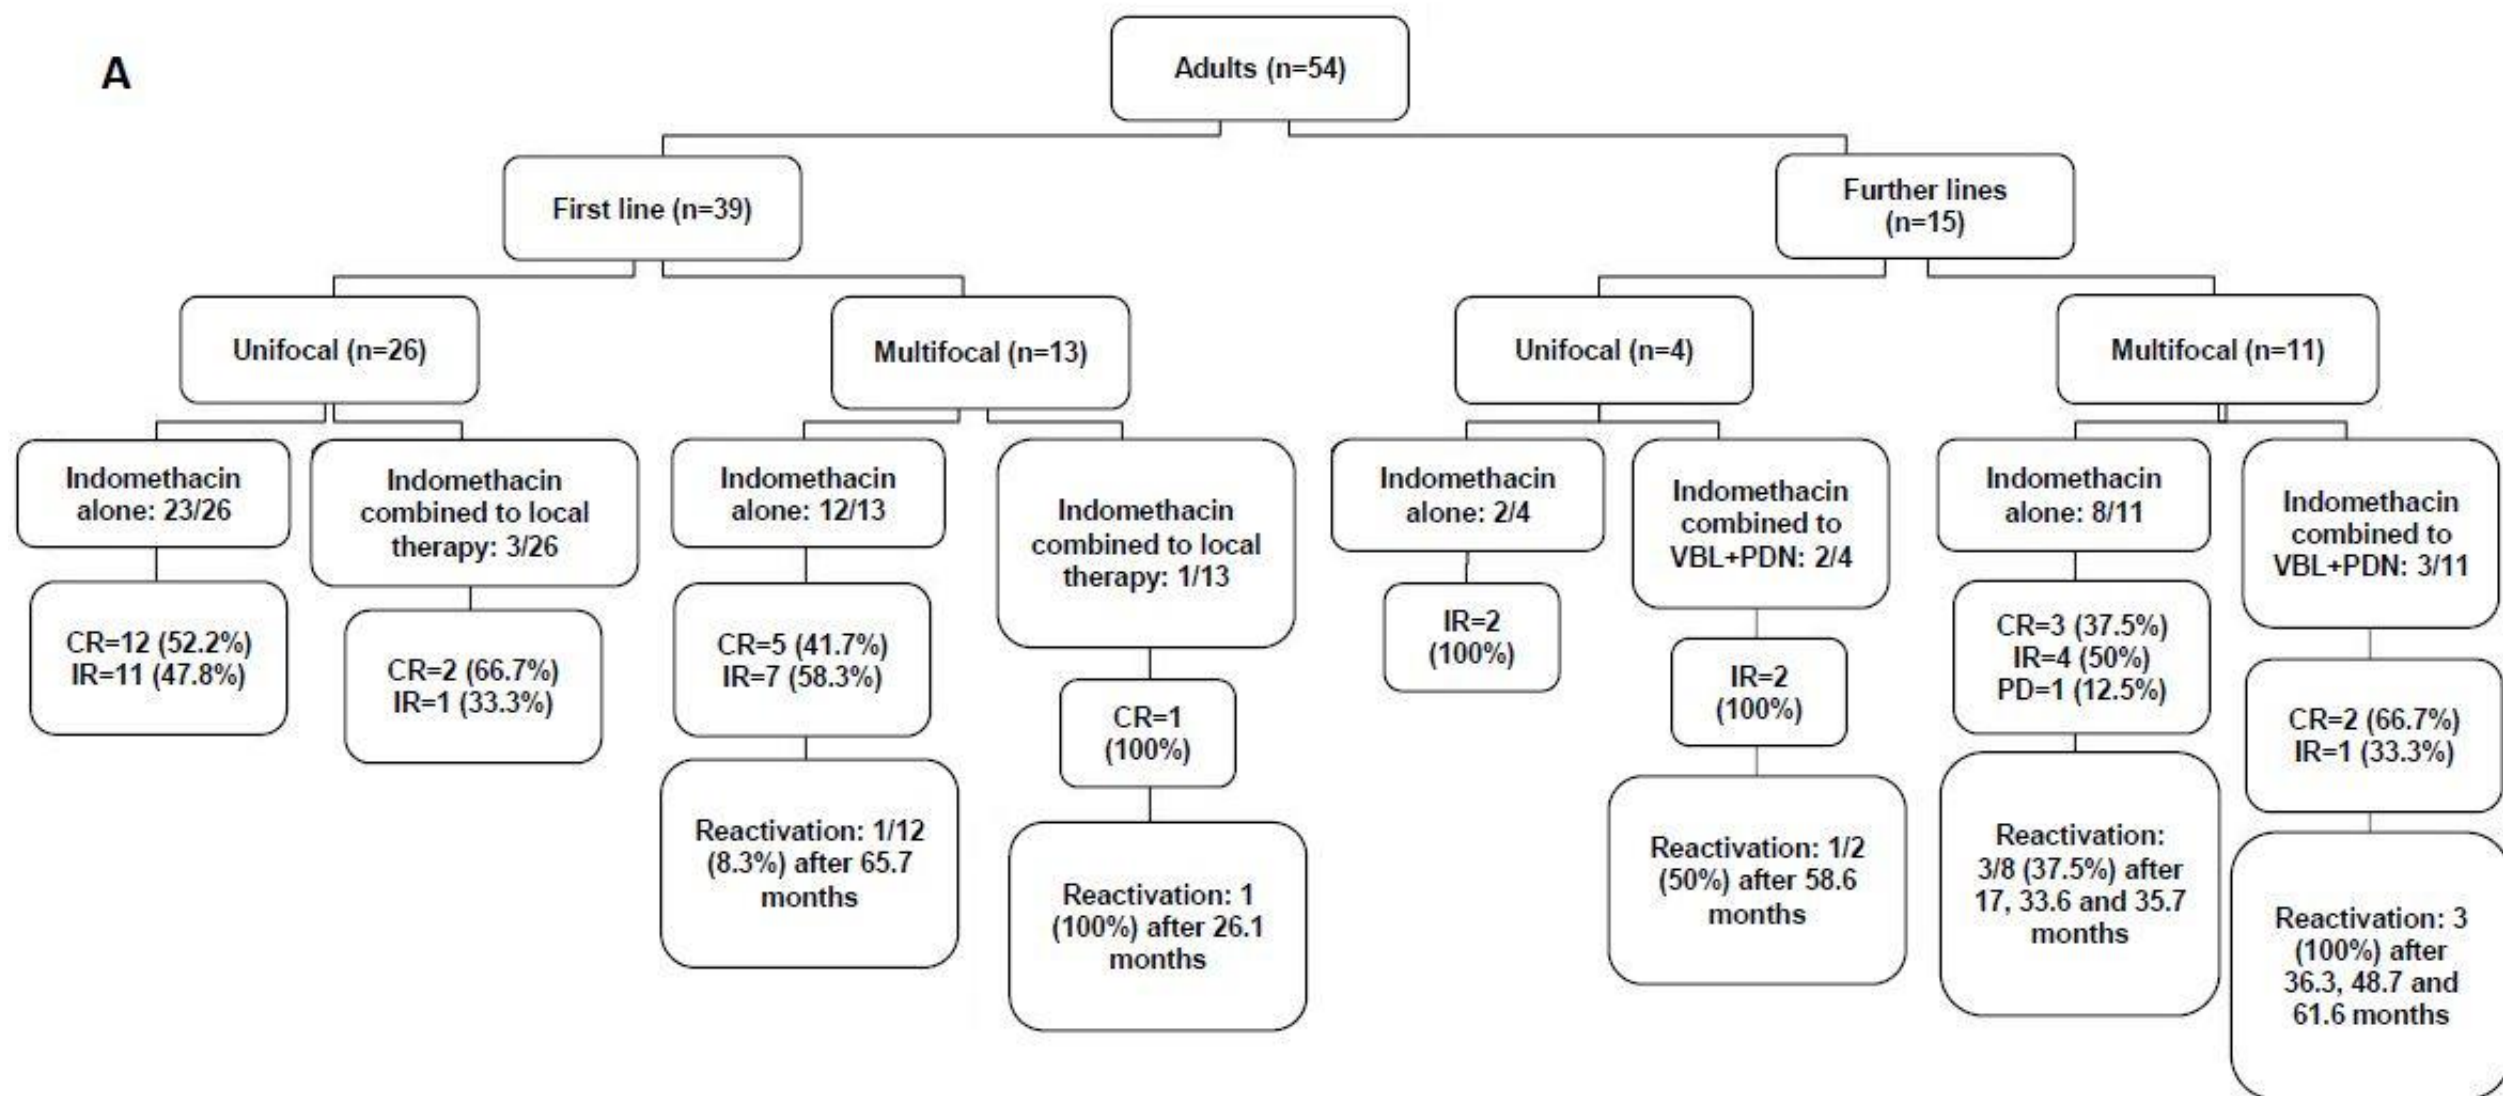 A
Adults (n=54)
First line (n=39)
Further lines
(n=15)
Unifocal (n=26)
Multifocal (n=13)
Unifocal (n=4)
Multifocal (n=11)
Indomethacin
alone: 23/26
Indomethacin
combined to local
therapy: 3/26
Indomethacin
alone: 12/13
Indomethacin
combined to local
therapy: 1/13
Indomethacin
alone: 2/4
Indomethacin
combined to
VBL+PDN: 2/4
Indomethacin
alone: 8/11
Indomethacin
combined to
VBL+PDN: 3/11
CR=12 (52.2%)
IR=11 (47.8%)
CR=2 (66.7%)
IR=1 (33.3%)
CR=5 (41.7%)
IR=7 (58.3%)
CR=1
(100%)
IR=2
(100%)
IR=2
(100%)
CR=3 (37.5%)
IR=4 (50%)
PD=1 (12.5%)
CR=2 (66.7%)
IR=1 (33.3%)
Reactivation: 1/12
(8.3%) after 65.7
months
Reactivation: 1
(100%) after 26.1
months
Reactivation: 1/2
(50%) after 58.6
months
Reactivation:
3/8 (37.5%) after
17, 33.6 and 35.7
months
Reactivation: 3
(100%) after
36.3, 48.7 and
61.6 months